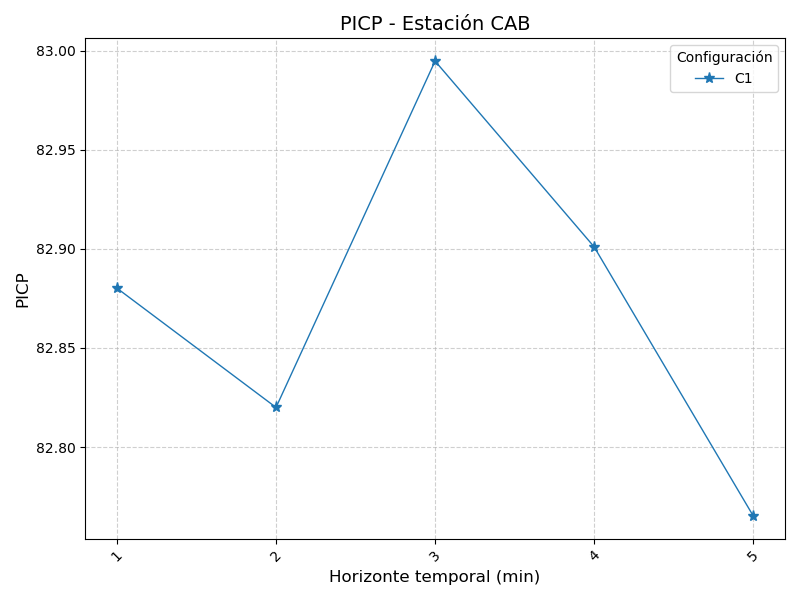 PICP - Estación CAB
Configuración
C1
83.00
82.95
82.90
82.85
82.80
PICP
1
2
3
4
5
Horizonte temporal (min)